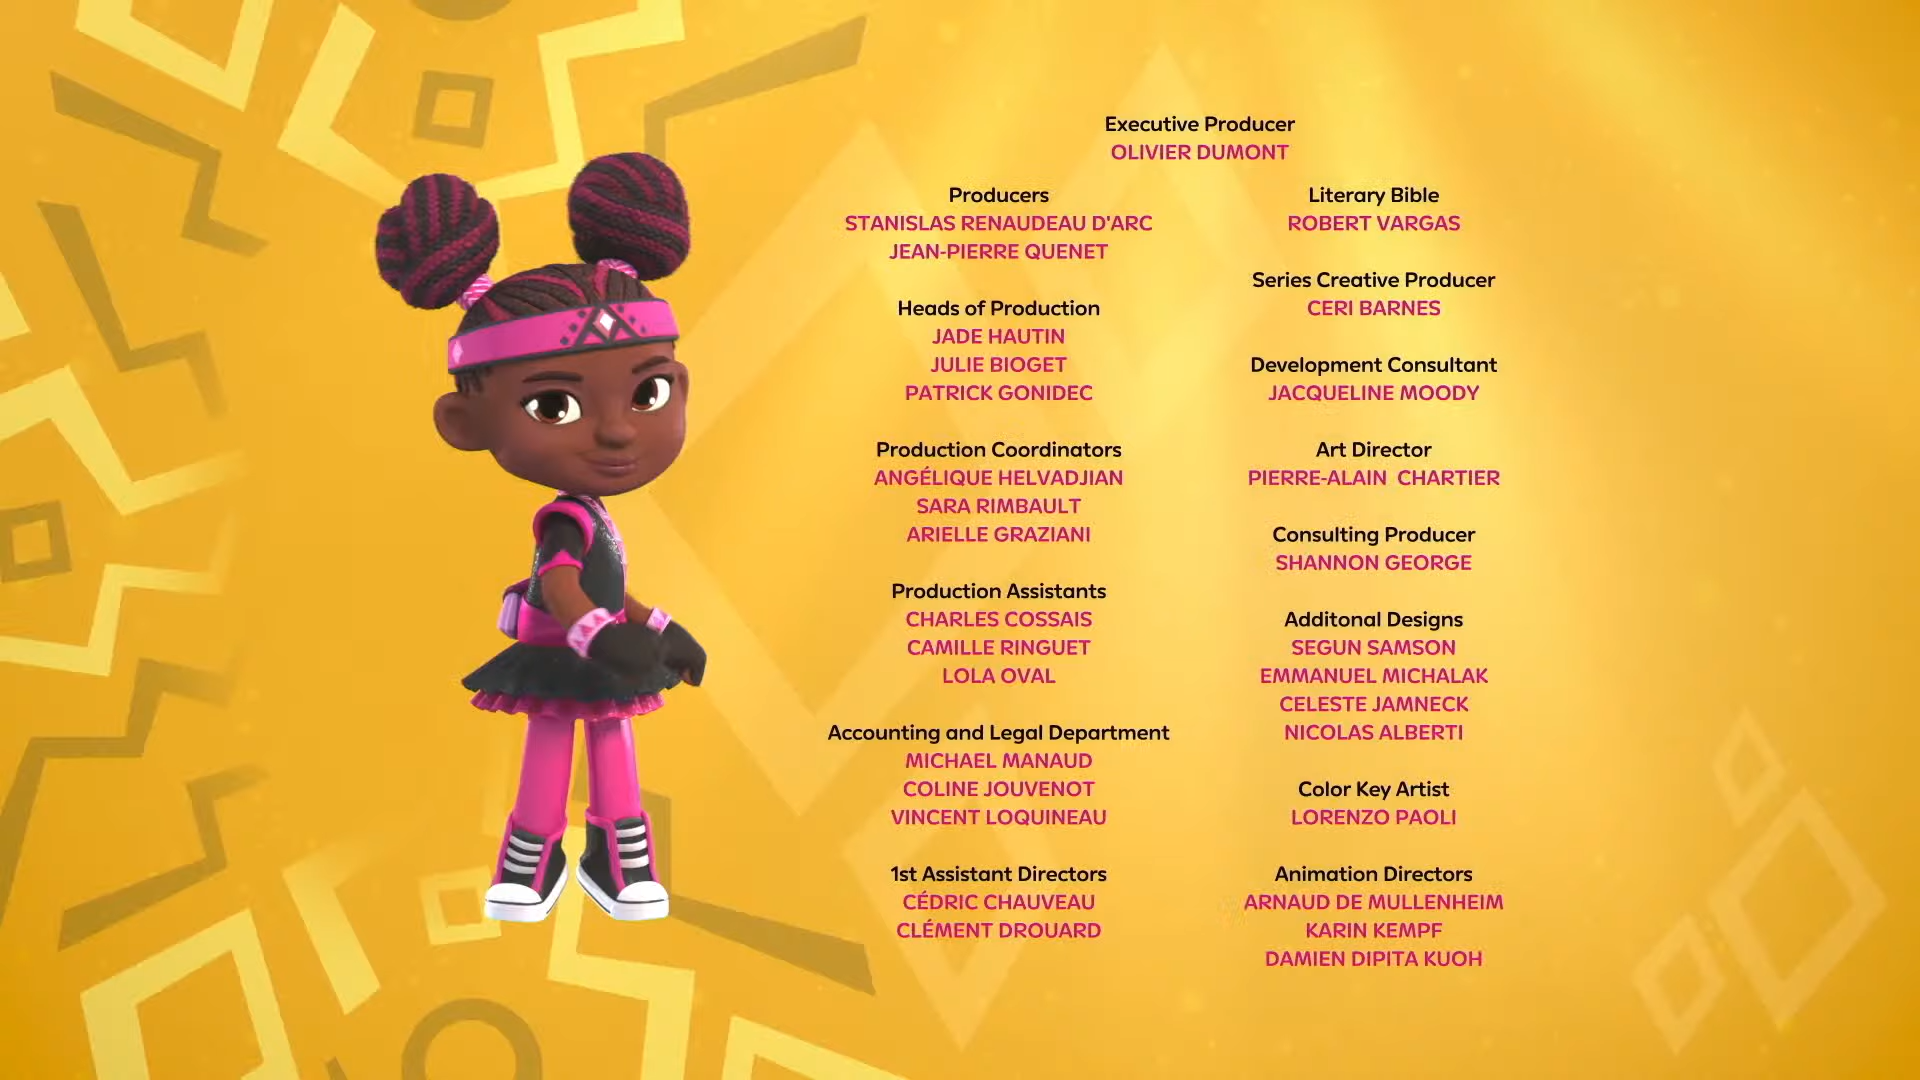 Executive Producer
OLIVIER DUMONT
Producers
STANISLAS RENAUDEAU D'ARC
JEAN-PIERRE QUENET
Heads of Production
JADE HAUTIN
JULIE BIOGET
PATRICK GONIDEC
Production Coordinators
ANGÉLIQUE HELVADJIAN
SARA RIMBAULT
ARIELLE GRAZIANI
Production Assistants
CHARLES COSSAIS
CAMILLE RINGUET
LOLA OVAL
Accounting and Legal Department
MICHAEL MANAUD
COLINE JOUVENOT
VINCENT LOQUINEAU
1st Assistant Directors
CÉDRIC CHAUVEAU
CLÉMENT DROUARD
Literary Bible
ROBERT VARGAS
Series Creative Producer
CERI BARNES
Development Consultant
JACQUELINE MOODY
Art Director
PIERRE-ALAIN  CHARTIER
Consulting Producer
SHANNON GEORGE
Additonal Designs
SEGUN SAMSON
EMMANUEL MICHALAK
CELESTE JAMNECK
NICOLAS ALBERTI
Color Key Artist
LORENZO PAOLI
Animation Directors
ARNAUD DE MULLENHEIM
KARIN KEMPF
DAMIEN DIPITA KUOH